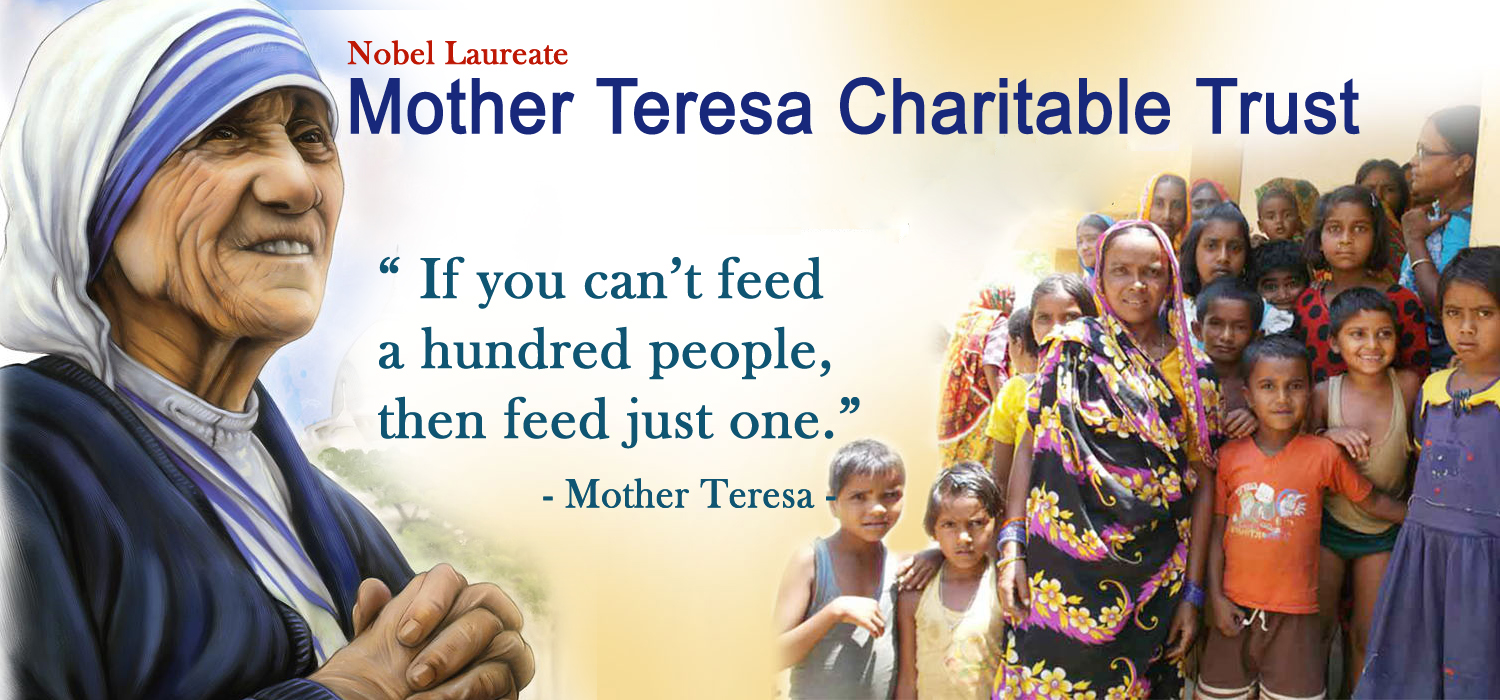 Nobel Laureate
Mother Teresa Charitable Trust
“ If you can’t feed
a hundred people,
then feed just one.”
- Mother Teresa -